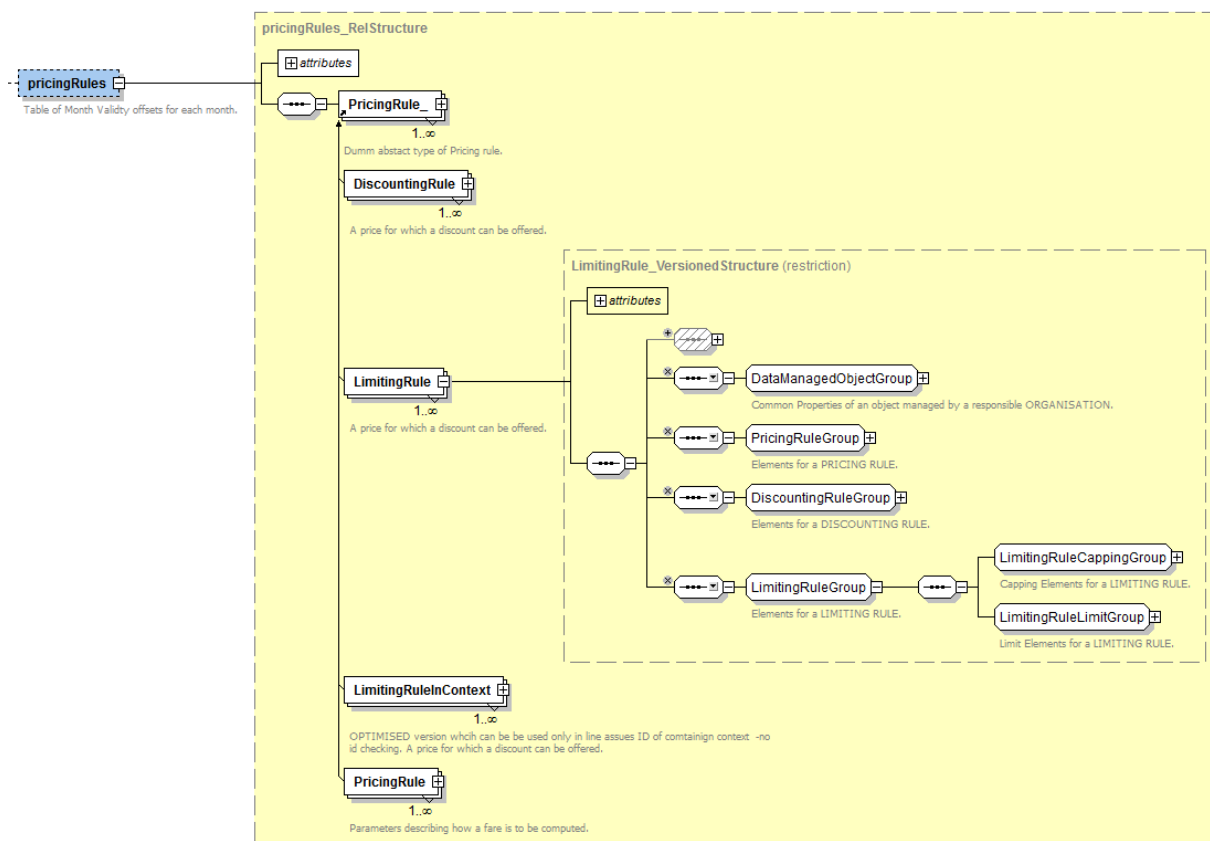 pricingRules_RelStructure
attributes
pricingRules
Table of Month Validty offsets for each month.
PricingRule_
1..∞
Dumm abstact type of Pricing rule.
DiscountingRule
1..∞
A price for which a discount can be offered.
LimitingRule_VersionedStructure (restriction)
attributes
LimitingRule
1..∞
A price for which a discount can be offered.
DataManagedObjectGroup
Common Properties of an object managed by a responsible ORGANISATION.
PricingRuleGroup
Elements for a PRICING RULE.
DiscountingRuleGroup
Elements for a DISCOUNTING RULE.
LimitingRuleGroup
Elements for a LIMITING RULE.
LimitingRuleCappingGroup
Capping Elements for a LIMITING RULE.
LimitingRuleLimitGroup
Limit Elements for a LIMITING RULE.
LimitingRuleInContext
1..∞
OPTIMISED version whcih can be be used only in line assues ID of comtainign context -no
id checking. A price for which a discount can be offered.
PricingRule
1..∞
Parameters describing how a fare is to be computed.